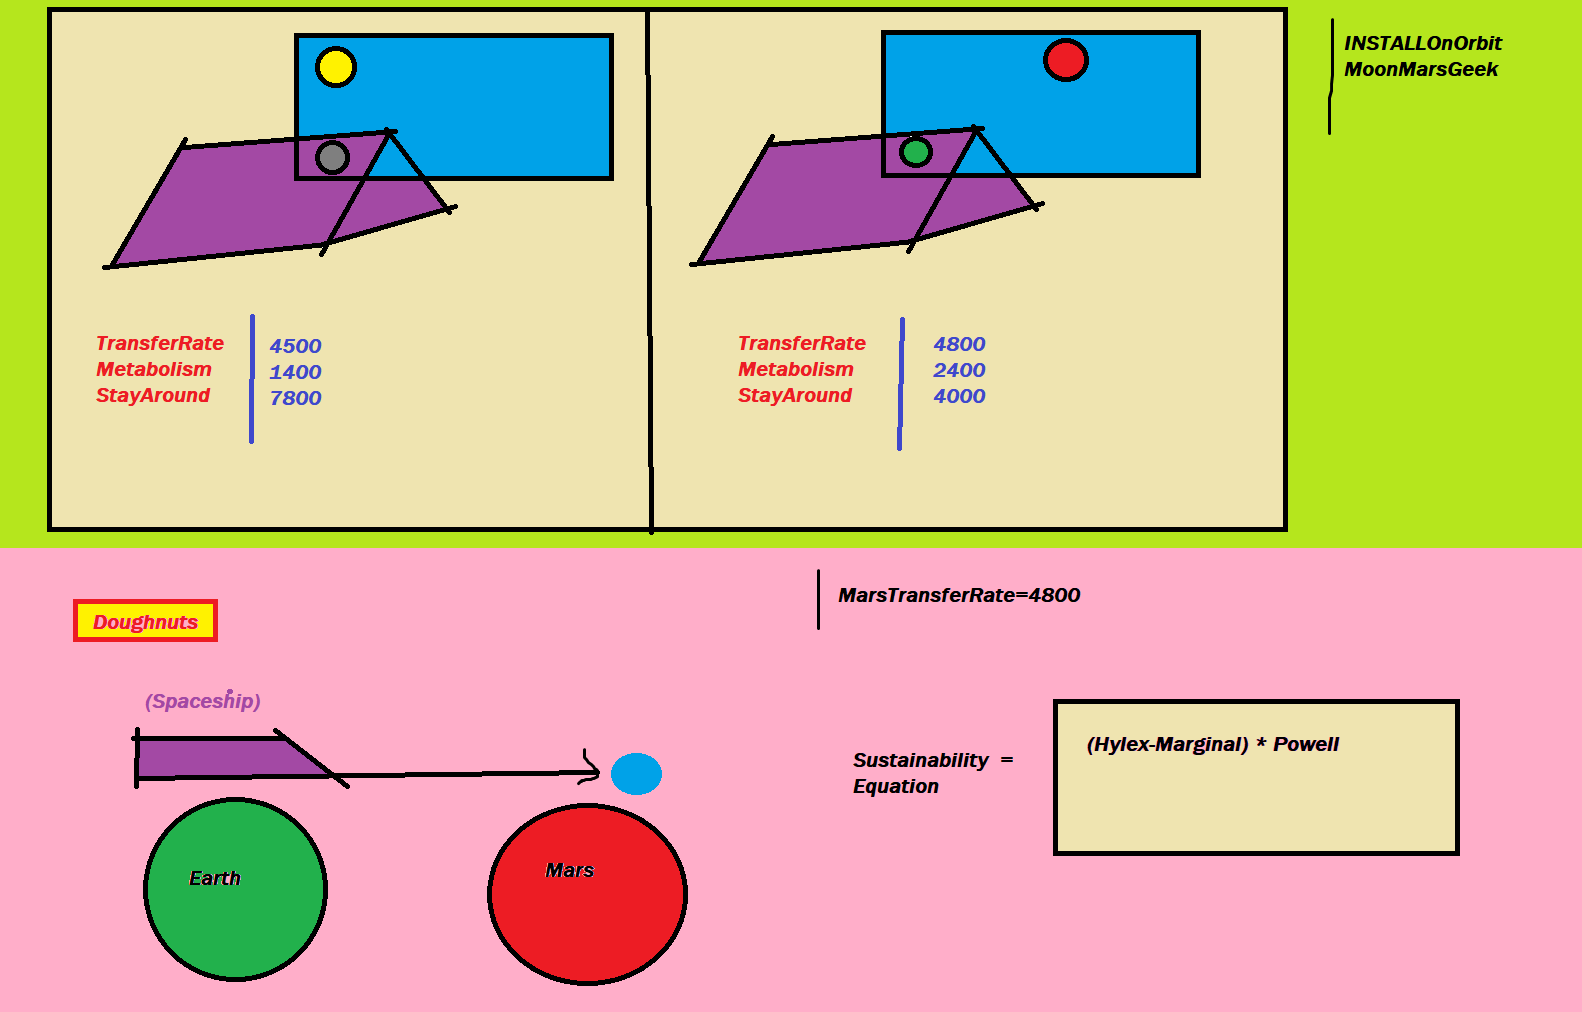 INSTALLOnOrbit
MoonMarsGeek
TransferRate 4500
Metabolism 1400
StayAround 7800
TransferRate 4800
Metabolism 2400
StayAround 4000
MarsTransferRate=4800
Doughnuts
(Spaceship)
Earth
Mars
Sustainability =
Equation
(Hylex-Marginal) * Powell